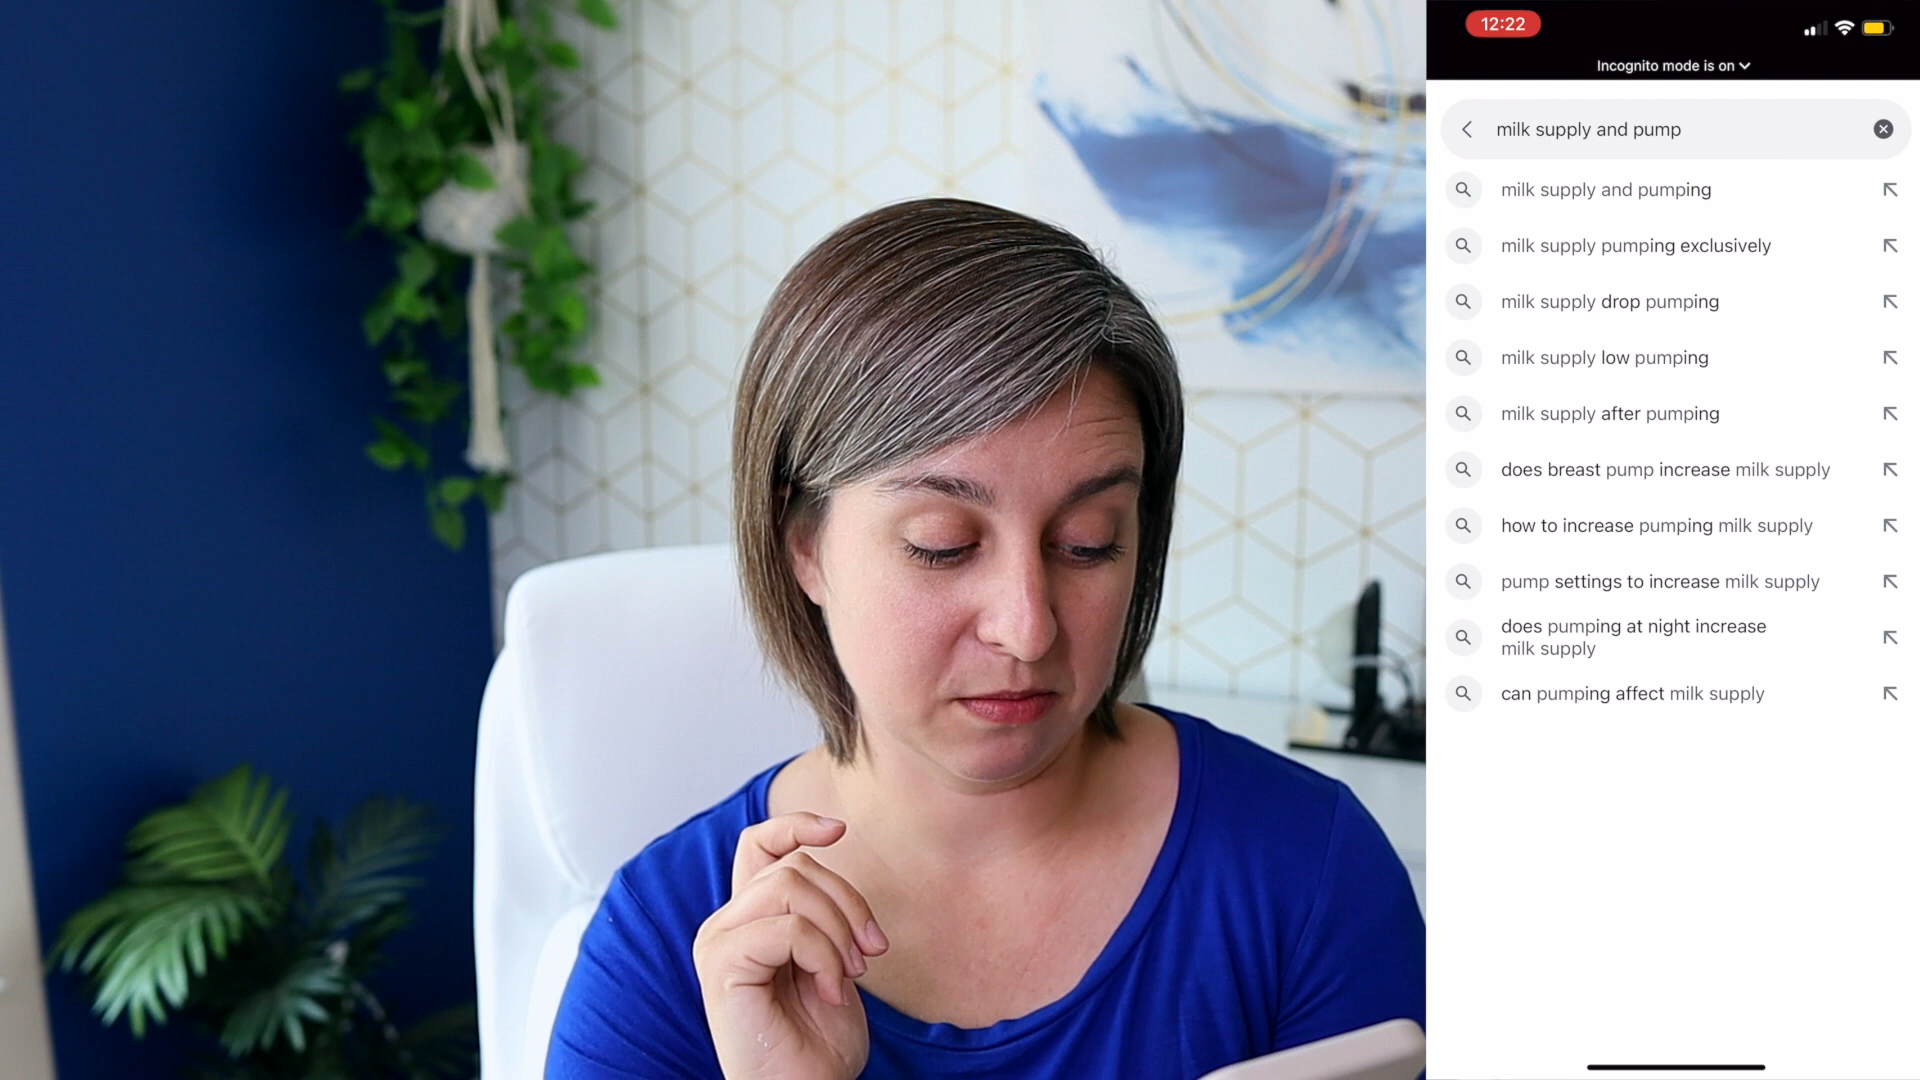 12:22
Incognito mode is on
milk supply and pump
milk supply and pumping
milk supply pumping exclusively
milk supply drop pumping
milk supply low pumping
milk supply after pumping
does breast pump increase milk supply
how to increase pumping milk supply
pump settings to increase milk supply
does pumping at night increase
milk supply
can pumping affect milk supply